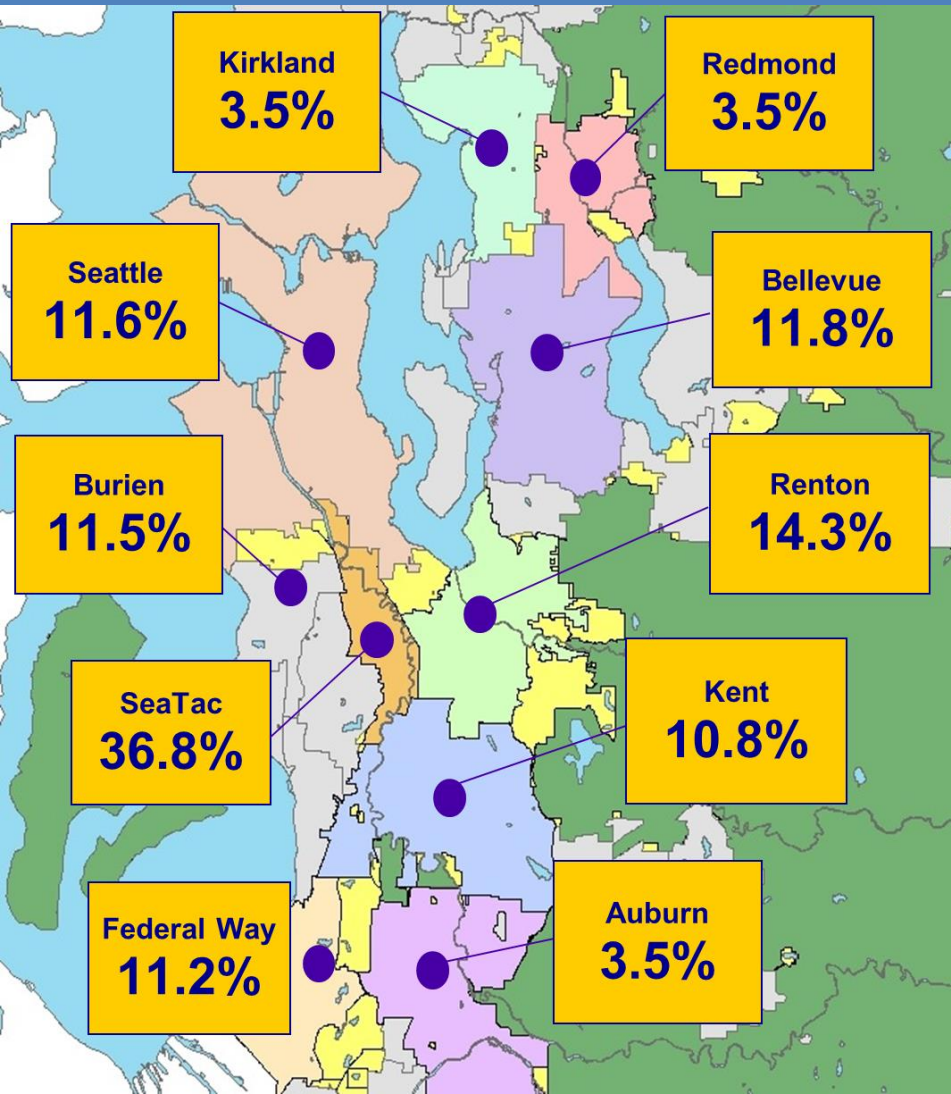 Kirkland
3.5%
Redmond
3.5%
Seattle
11.6%
Bellevue
11.8%
Burien
11.5%
Renton
14.3%
SeaTac
36.8%
Kent
10.8%
Federal Way
11.2%
Auburn
3.5%